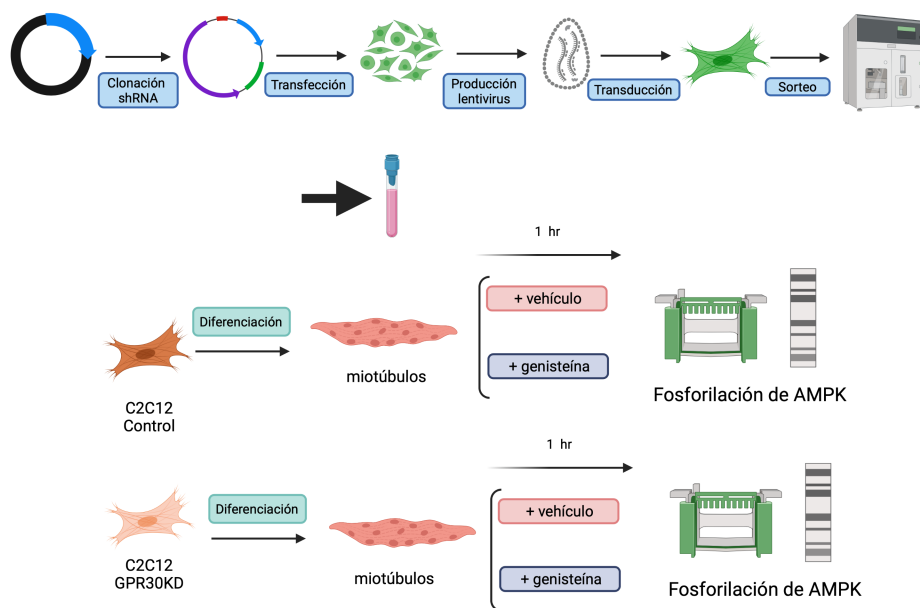 Clonación
shRNA
Transfección
Producción
lentivirus
Transducción
Sorteo
1 hr
+ vehículo
Diferenciación
+ genisteína
miotúbulos
Fosforilación de AMPK
C2C12
Control
1 hr
Diferenciación
+ vehículo
miotúbulos
+ genisteína
C2C12
GPR30KD
Fosforilación de AMPK